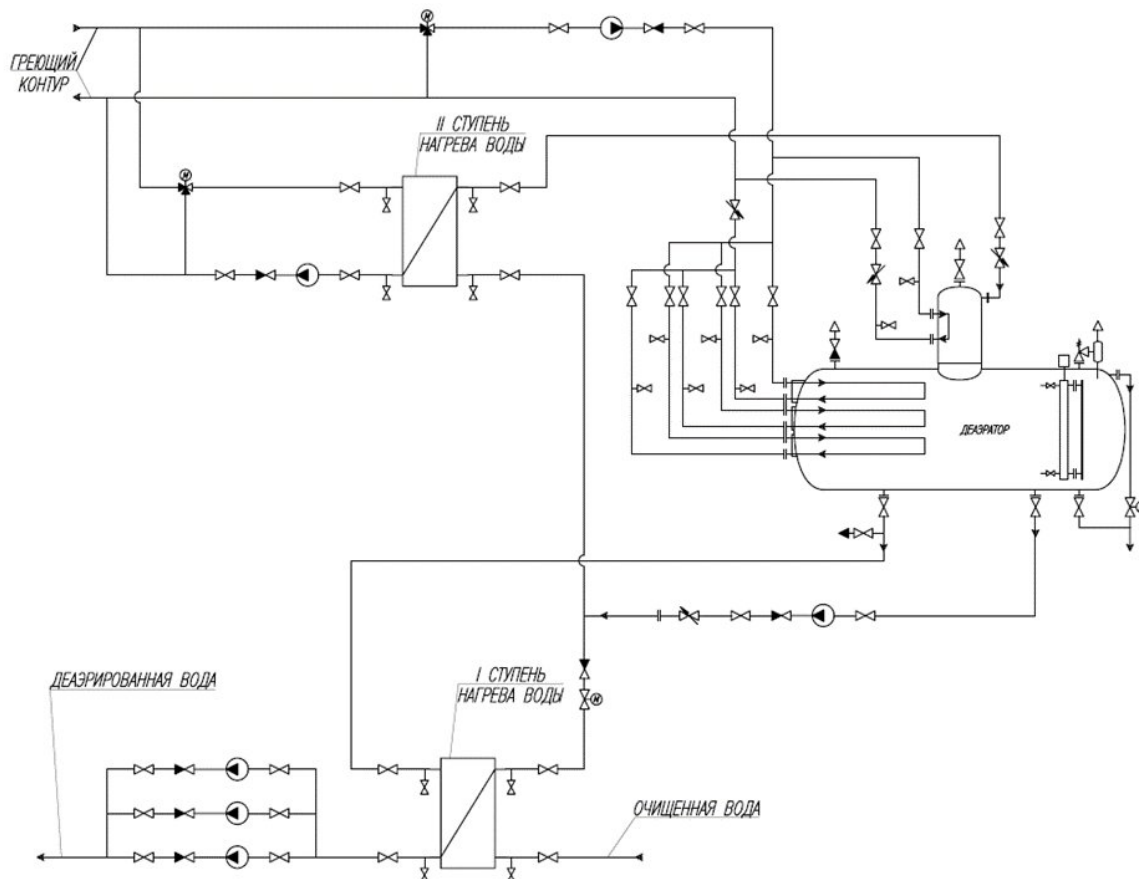 ГРЕЮЩИЙ
КОНТУР
II СТУПЕНЬ
НАГРЕВА ВОДЫ
ДЕАЭРАТОР
ДЕАЭРИРОВАННАЯ ВОДА
I СТУПЕНЬ
НАГРЕВА ВОДЫ
ОЧИЩЕННАЯ ВОДА